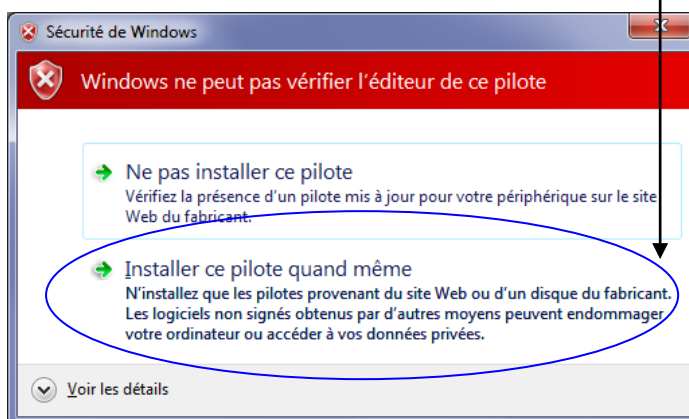 Sécurité de Windows
Windows ne peut pas vérifier l'éditeur de ce pilote
Ne pas installer ce pilote
Vérifiez la présence d'un pilote mis à jour pour votre périphérique sur le site
Web du fabricant.
Installer ce pilote quand même
N'installez que les pilotes provenant du site Web ou d'un disque du fabricant.
Les logiciels non signés obtenus par d'autres moyens peuvent endommager
votre ordinateur ou accéder à vos données privées.
Voir les détails